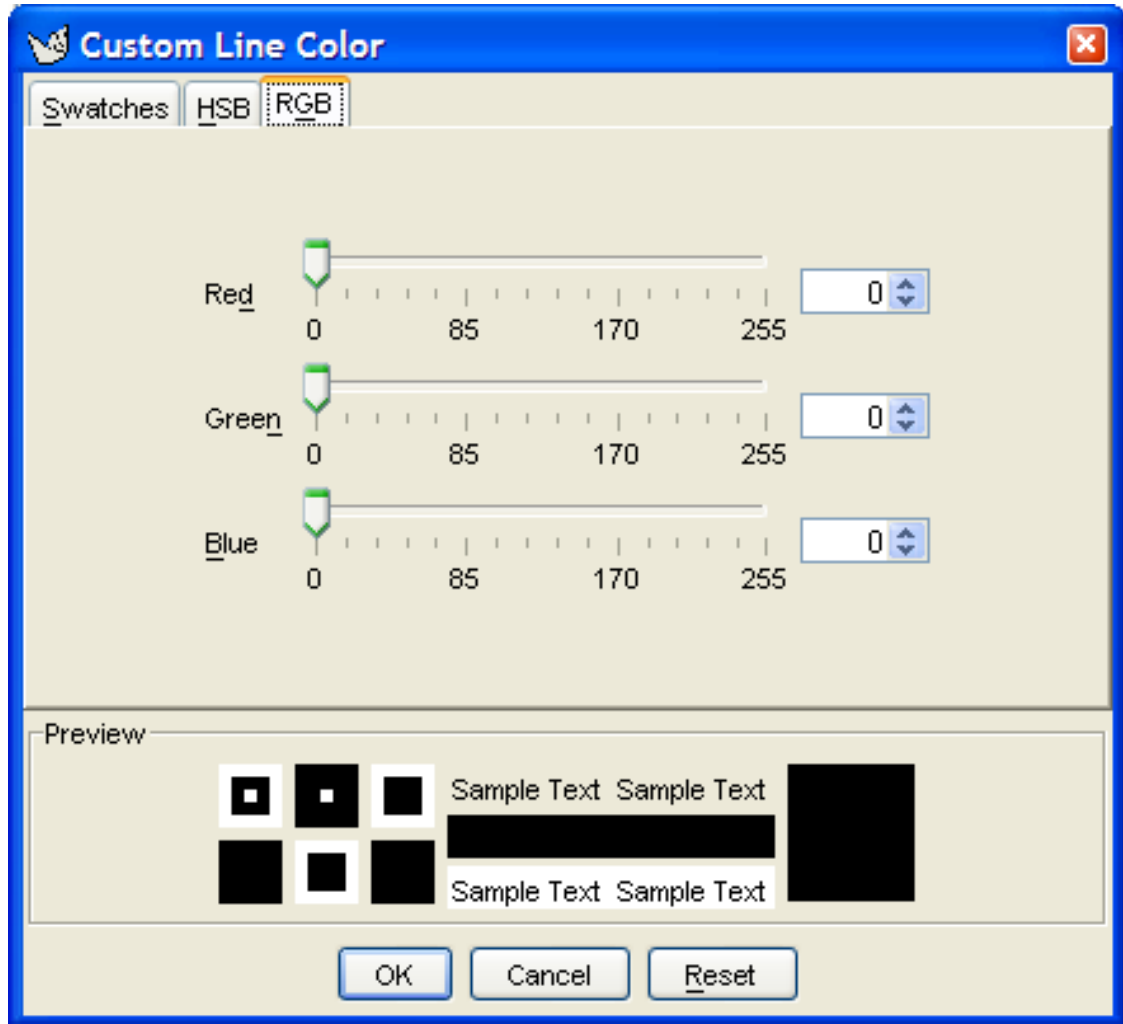 Custom Line Color
Swatches HSB RGB
Red 0
0 85 170 255
Green 0
0 85 170 255
Blue 0
0 85 170 255
Preview
Sample Text Sample Text
Sample Text Sample Text
OK Cancel Reset